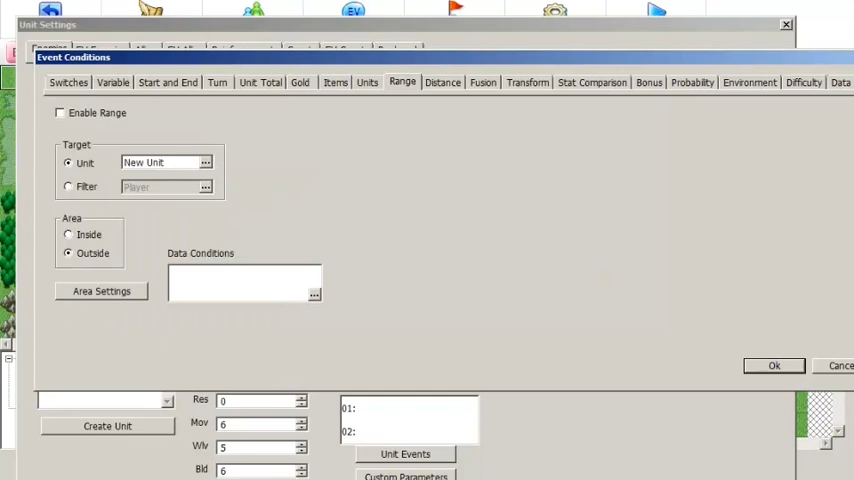 EV
Unit Settings
Event Conditions
Switches Variable Start and End Turn Unit Total Gold Items Units Range Distance Fusion Transform Stat Comparison Bonus Probability Environment Difficulty Data
Enable Range
Target
Unit New Unit ...
Filter Player ...
Area
Inside
Outside
Data Conditions
...
Area Settings
Ok Cance
Res 0
01:
Mov 6
Create Unit
02:
Wlv 5
Unit Events
Bld 6
Custom Parameters